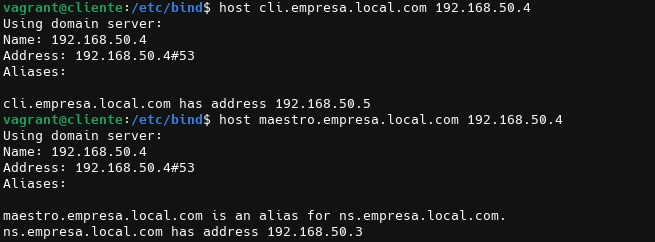 vagrant@cliente:/etc/bind$ host cli.empresa.local.com 192.168.50.4
Using domain server:
Name: 192.168.50.4
Address: 192.168.50.4#53
Aliases:

cli.empresa.local.com has address 192.168.50.5
vagrant@cliente:/etc/bind$ host maestro.empresa.local.com 192.168.50.4
Using domain server:
Name: 192.168.50.4
Address: 192.168.50.4#53
Aliases:

maestro.empresa.local.com is an alias for ns.empresa.local.com.
ns.empresa.local.com has address 192.168.50.3